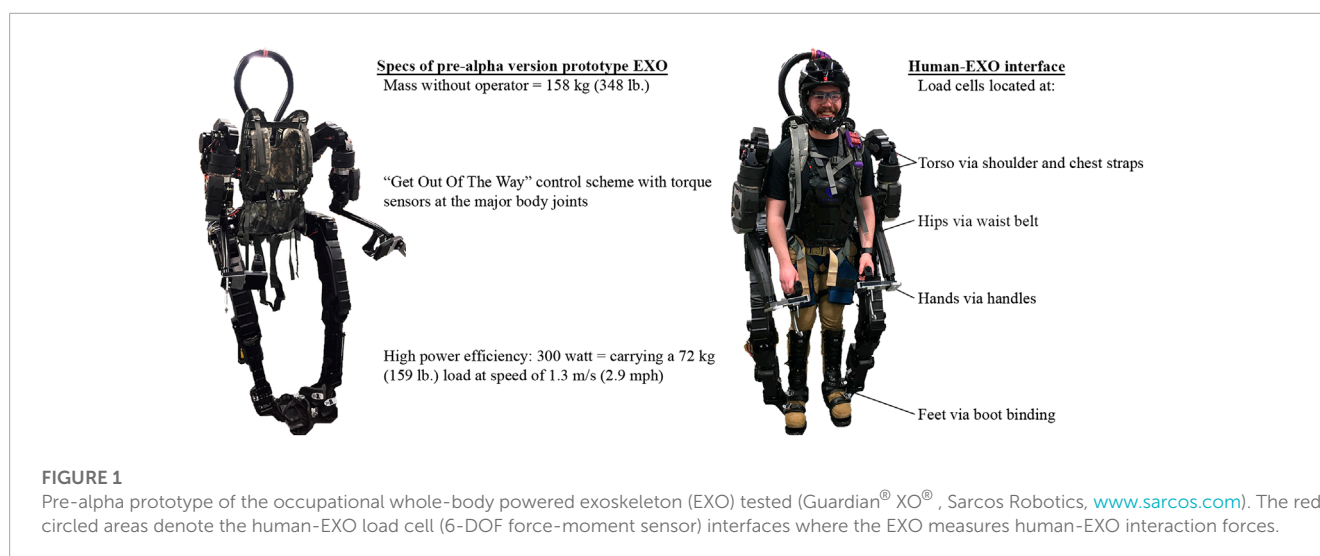 Specs of pre-alpha version prototype EXO
Mass without operator = 158 kg (348 lb.)
“Get Out Of The Way” control scheme with torque
sensors at the major body joints
High power efficiency: 300 watt = carrying a 72 kg
(159 lb.) load at speed of 1.3 m/s (2.9 mph)
Human-EXO interface
Load cells located at:
Torso via shoulder and chest straps
Hips via waist belt
Hands via handles
Feet via boot binding
FIGURE 1
Pre-alpha prototype of the occupational whole-body powered exoskeleton (EXO) tested (Guardian® XO® , Sarcos Robotics, www.sarcos.com). The red
circled areas denote the human-EXO load cell (6-DOF force-moment sensor) interfaces where the EXO measures human-EXO interaction forces.